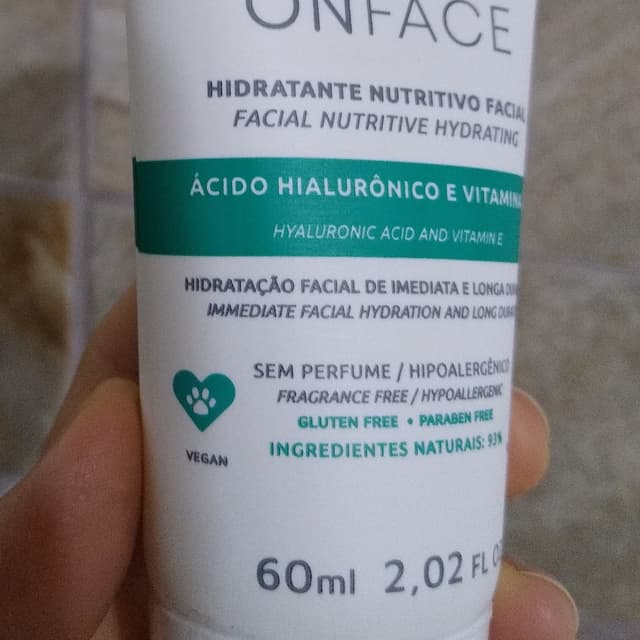 ONFACE
HIDRATANTE NUTRITIVO FACIAL
FACIAL NUTRITIVE HYDRATING
ÁCIDO HIALURÔNICO E VITAMINA
HYALURONIC ACID AND VITAMIN E
HIDRATAÇÃO FACIAL DE IMEDIATA E LONGA
IMMEDIATE FACIAL HYDRATION AND LONG
SEM PERFUME / HIPOALERGÊNICO
FRAGRANCE FREE / HYPOALLERGENIC
GLUTEN FREE • PARABEN FREE
INGREDIENTES NATURAIS: 93%
VEGAN
60ml 2,02 FL OZ